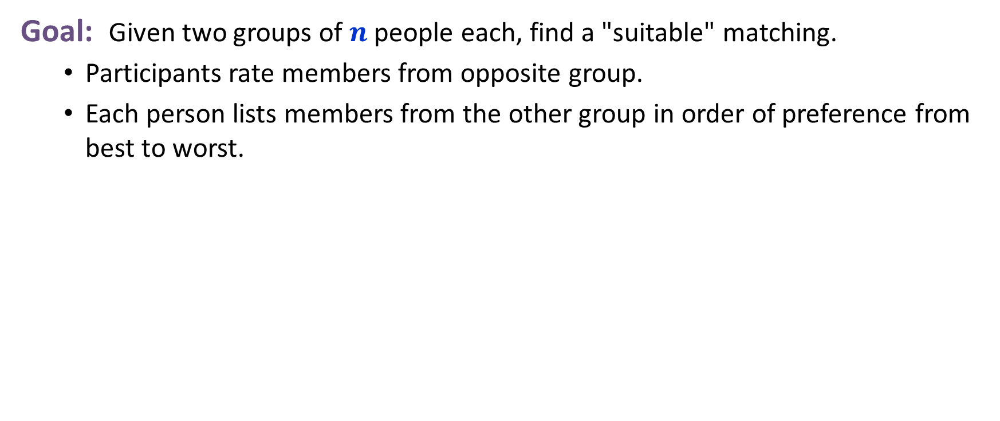 Goal: Given two groups of n people each, find a "suitable" matching.
• Participants rate members from opposite group.
• Each person lists members from the other group in order of preference from
best to worst.